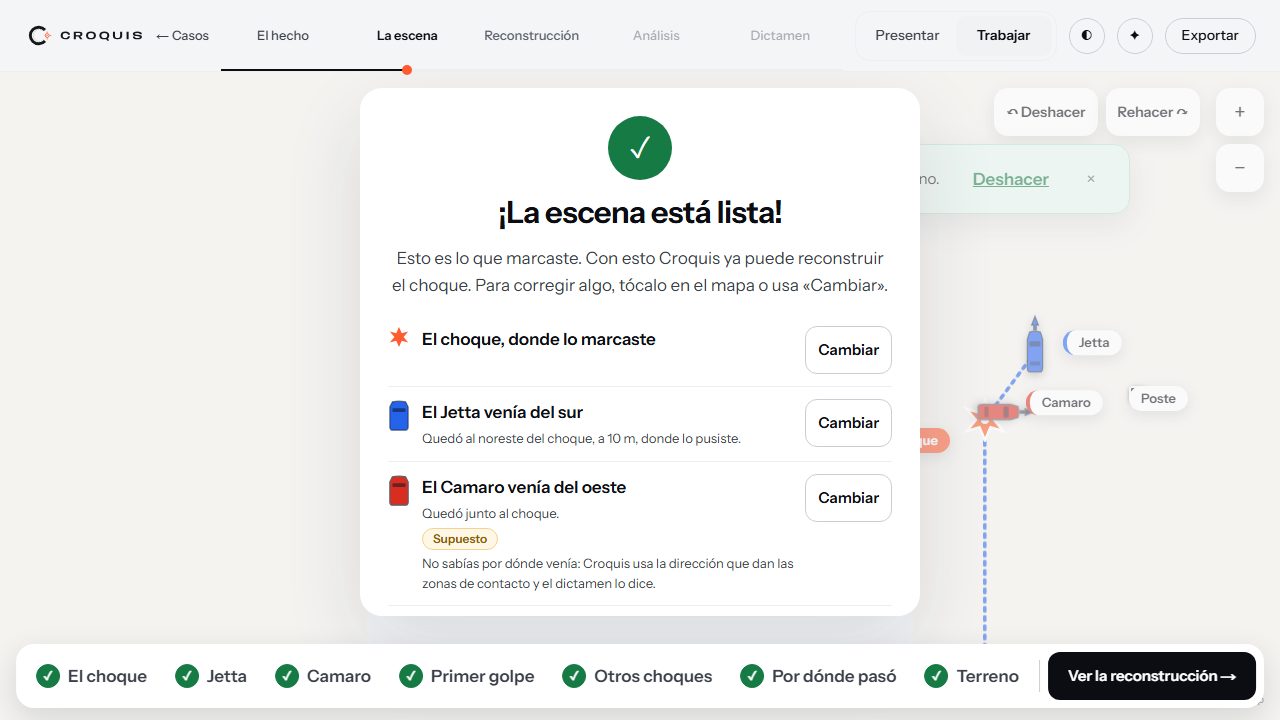 CROQUIS
← Casos
El hecho
La escena
Reconstrucción
Análisis
Dictamen
Presentar
Trabajar
Exportar
Deshacer
Rehacer
+
no.
Deshacer
×
−
✓
¡La escena está lista!
Esto es lo que marcaste. Con esto Croquis ya puede reconstruir
el choque. Para corregir algo, tócalo en el mapa o usa «Cambiar».
El choque, donde lo marcaste
Cambiar
El Jetta venía del sur
Quedó al noreste del choque, a 10 m, donde lo pusiste.
Cambiar
El Camaro venía del oeste
Quedó junto al choque.
Supuesto
No sabías por dónde venía: Croquis usa la dirección que dan las
zonas de contacto y el dictamen lo dice.
Cambiar
Jetta
Camaro
Poste
que
El choque
Jetta
Camaro
Primer golpe
Otros choques
Por dónde pasó
Terreno
Ver la reconstrucción →